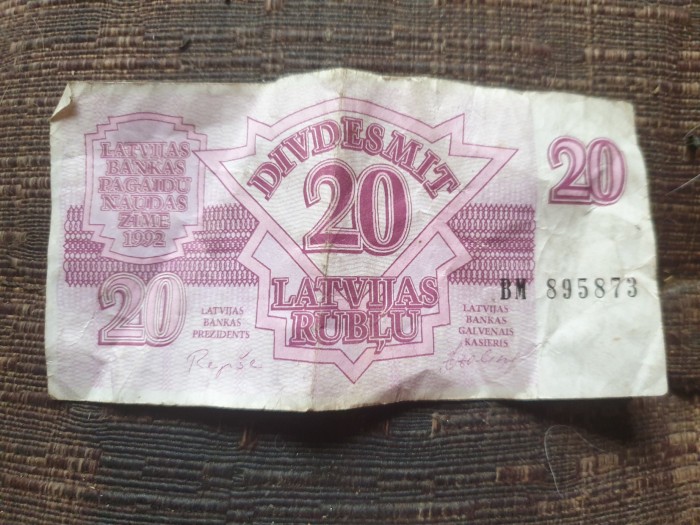 LATVIJAS
BANKAS
PAGAIDU
NAUDAS
ZĪME
1992
DIVDESMIT
20
20
LATVIJAS
RUBĻU
BM 895873
20
LATVIJAS
BANKAS
PREZIDENTS
Repše
LATVIJAS
BANKAS
GALVENAIS
KASIERIS